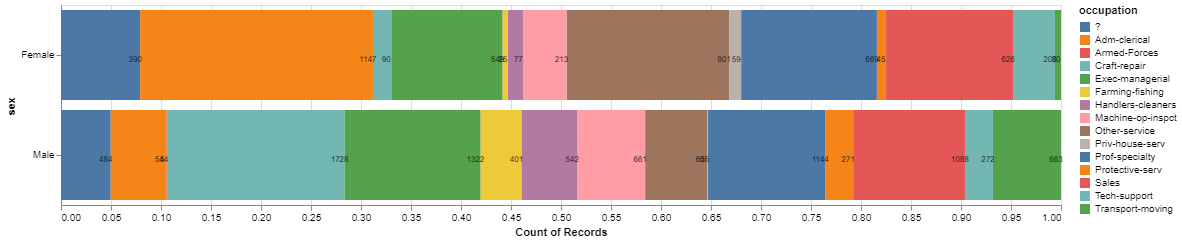 occupation
?
Adm-clerical
Armed-Forces
Craft-repair
Exec-managerial
Farming-fishing
Handlers-cleaners
Machine-op-inspct
Other-service
Priv-house-serv
Prof-specialty
Protective-serv
Sales
Tech-support
Transport-moving
sex
Female
390 1147 90 77 213 801 59 626
Male
484 1728 1322 401 542 661 1144 271 1088 272 663
0.00 0.05 0.10 0.15 0.20 0.25 0.30 0.35 0.40 0.45 0.50 0.55 0.60 0.65 0.70 0.75 0.80 0.85 0.90 0.95 1.00
Count of Records